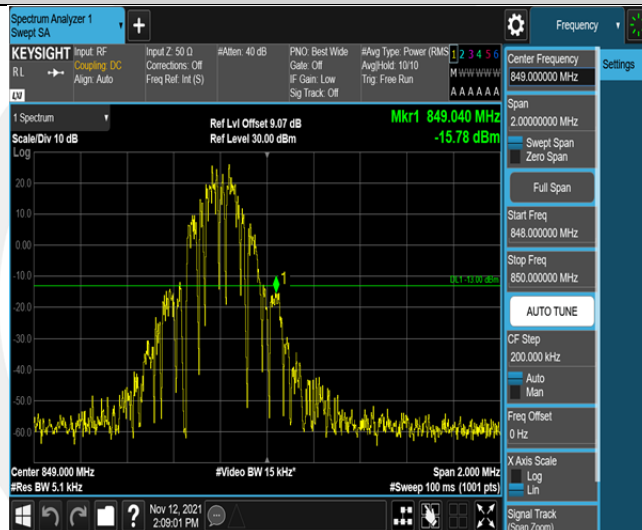 Spectrum Analyzer 1
Swept SA
+
Frequency
KEYSIGHT
RL
LXI
Input: RF
Coupling: DC
Align: Auto
Input Z: 50 Ω
Corrections: Off
Freq Ref: Int (S)
#Atten: 40 dB
PNO: Best Wide
Gate: Off
IF Gain: Low
Sig Track: Off
#Avg Type: Power (RMS
Avg|Hold: 10/10
Trig: Free Run
1 2 3 4 5 6
M W W W W W
A A A A A A
1 Spectrum
Scale/Div 10 dB
Log
Ref Lvl Offset 9.07 dB
Ref Level 30.00 dBm
Mkr1 849.040 MHz
-15.78 dBm
20.0
10.0
0.00
-10.0
-20.0
-30.0
-40.0
-50.0
-60.0
1
DL1 -13.00 dBm
Center 849.000 MHz
#Res BW 5.1 kHz
#Video BW 15 kHz*
Span 2.000 MHz
#Sweep 100 ms (1001 pts)
?
Nov 12, 2021
2:09:01 PM
Center Frequency
849.000000 MHz
Span
2.00000000 MHz
Swept Span
Zero Span
Full Span
Start Freq
848.000000 MHz
Stop Freq
850.000000 MHz
AUTO TUNE
CF Step
200.000 kHz
Auto
Man
Freq Offset
0 Hz
X Axis Scale
Log
Lin
Signal Track
(Span Zoom)
Settings